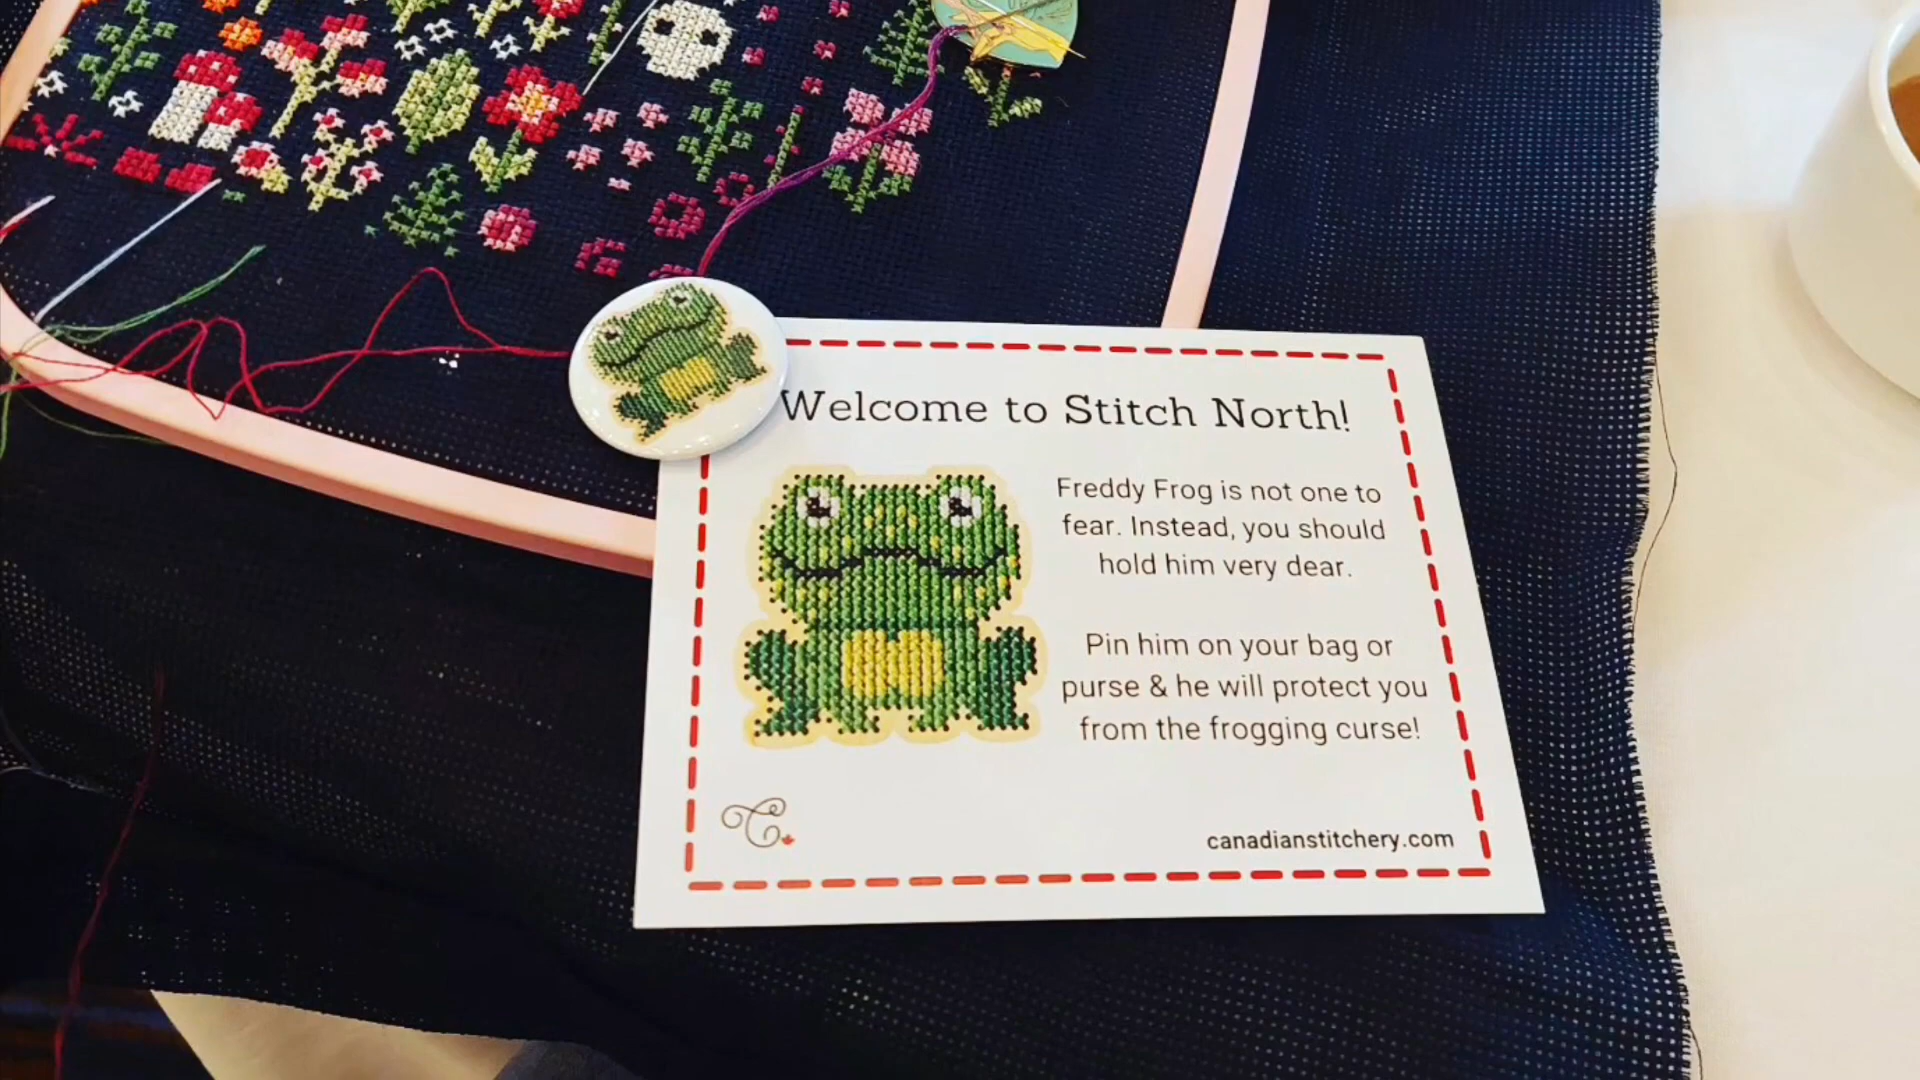 Welcome to Stitch North!
Freddy Frog is not one to
fear. Instead, you should
hold him very dear.
Pin him on your bag or
purse & he will protect you
from the frogging curse!
canadianstitchery.com